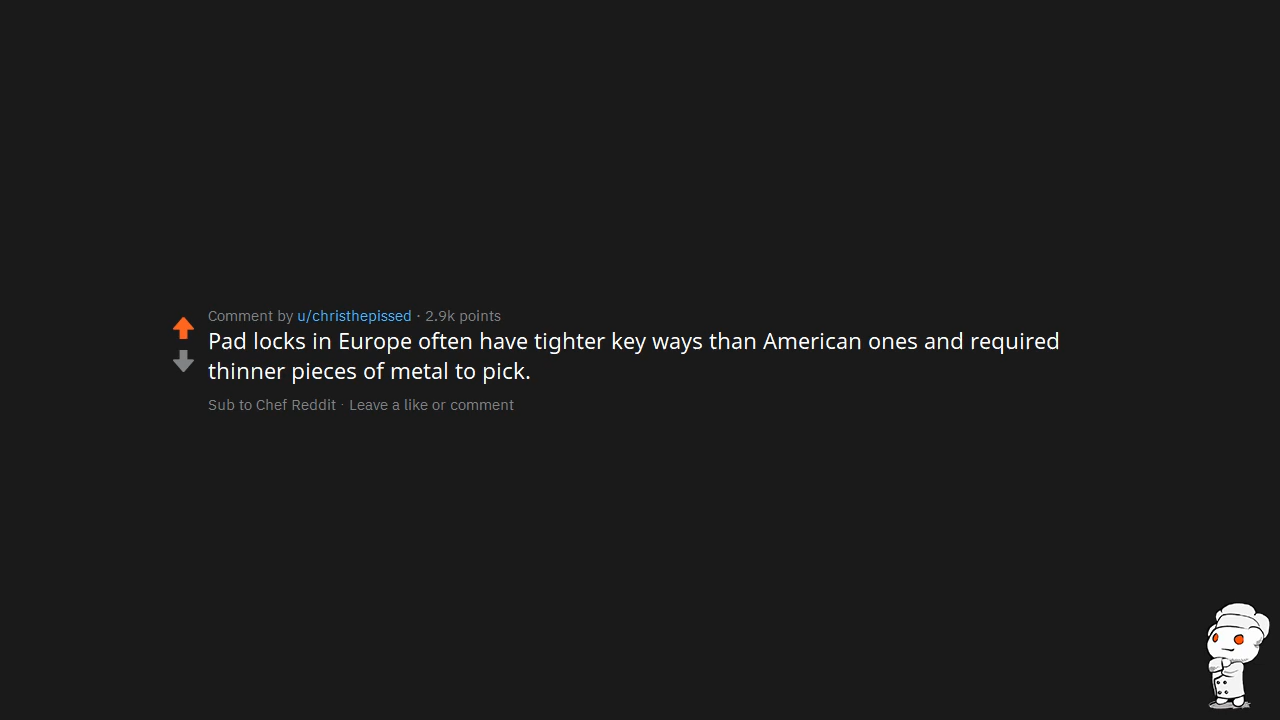 Comment by u/christhepissed · 2.9k points
Pad locks in Europe often have tighter key ways than American ones and required
thinner pieces of metal to pick.
Sub to Chef Reddit · Leave a like or comment